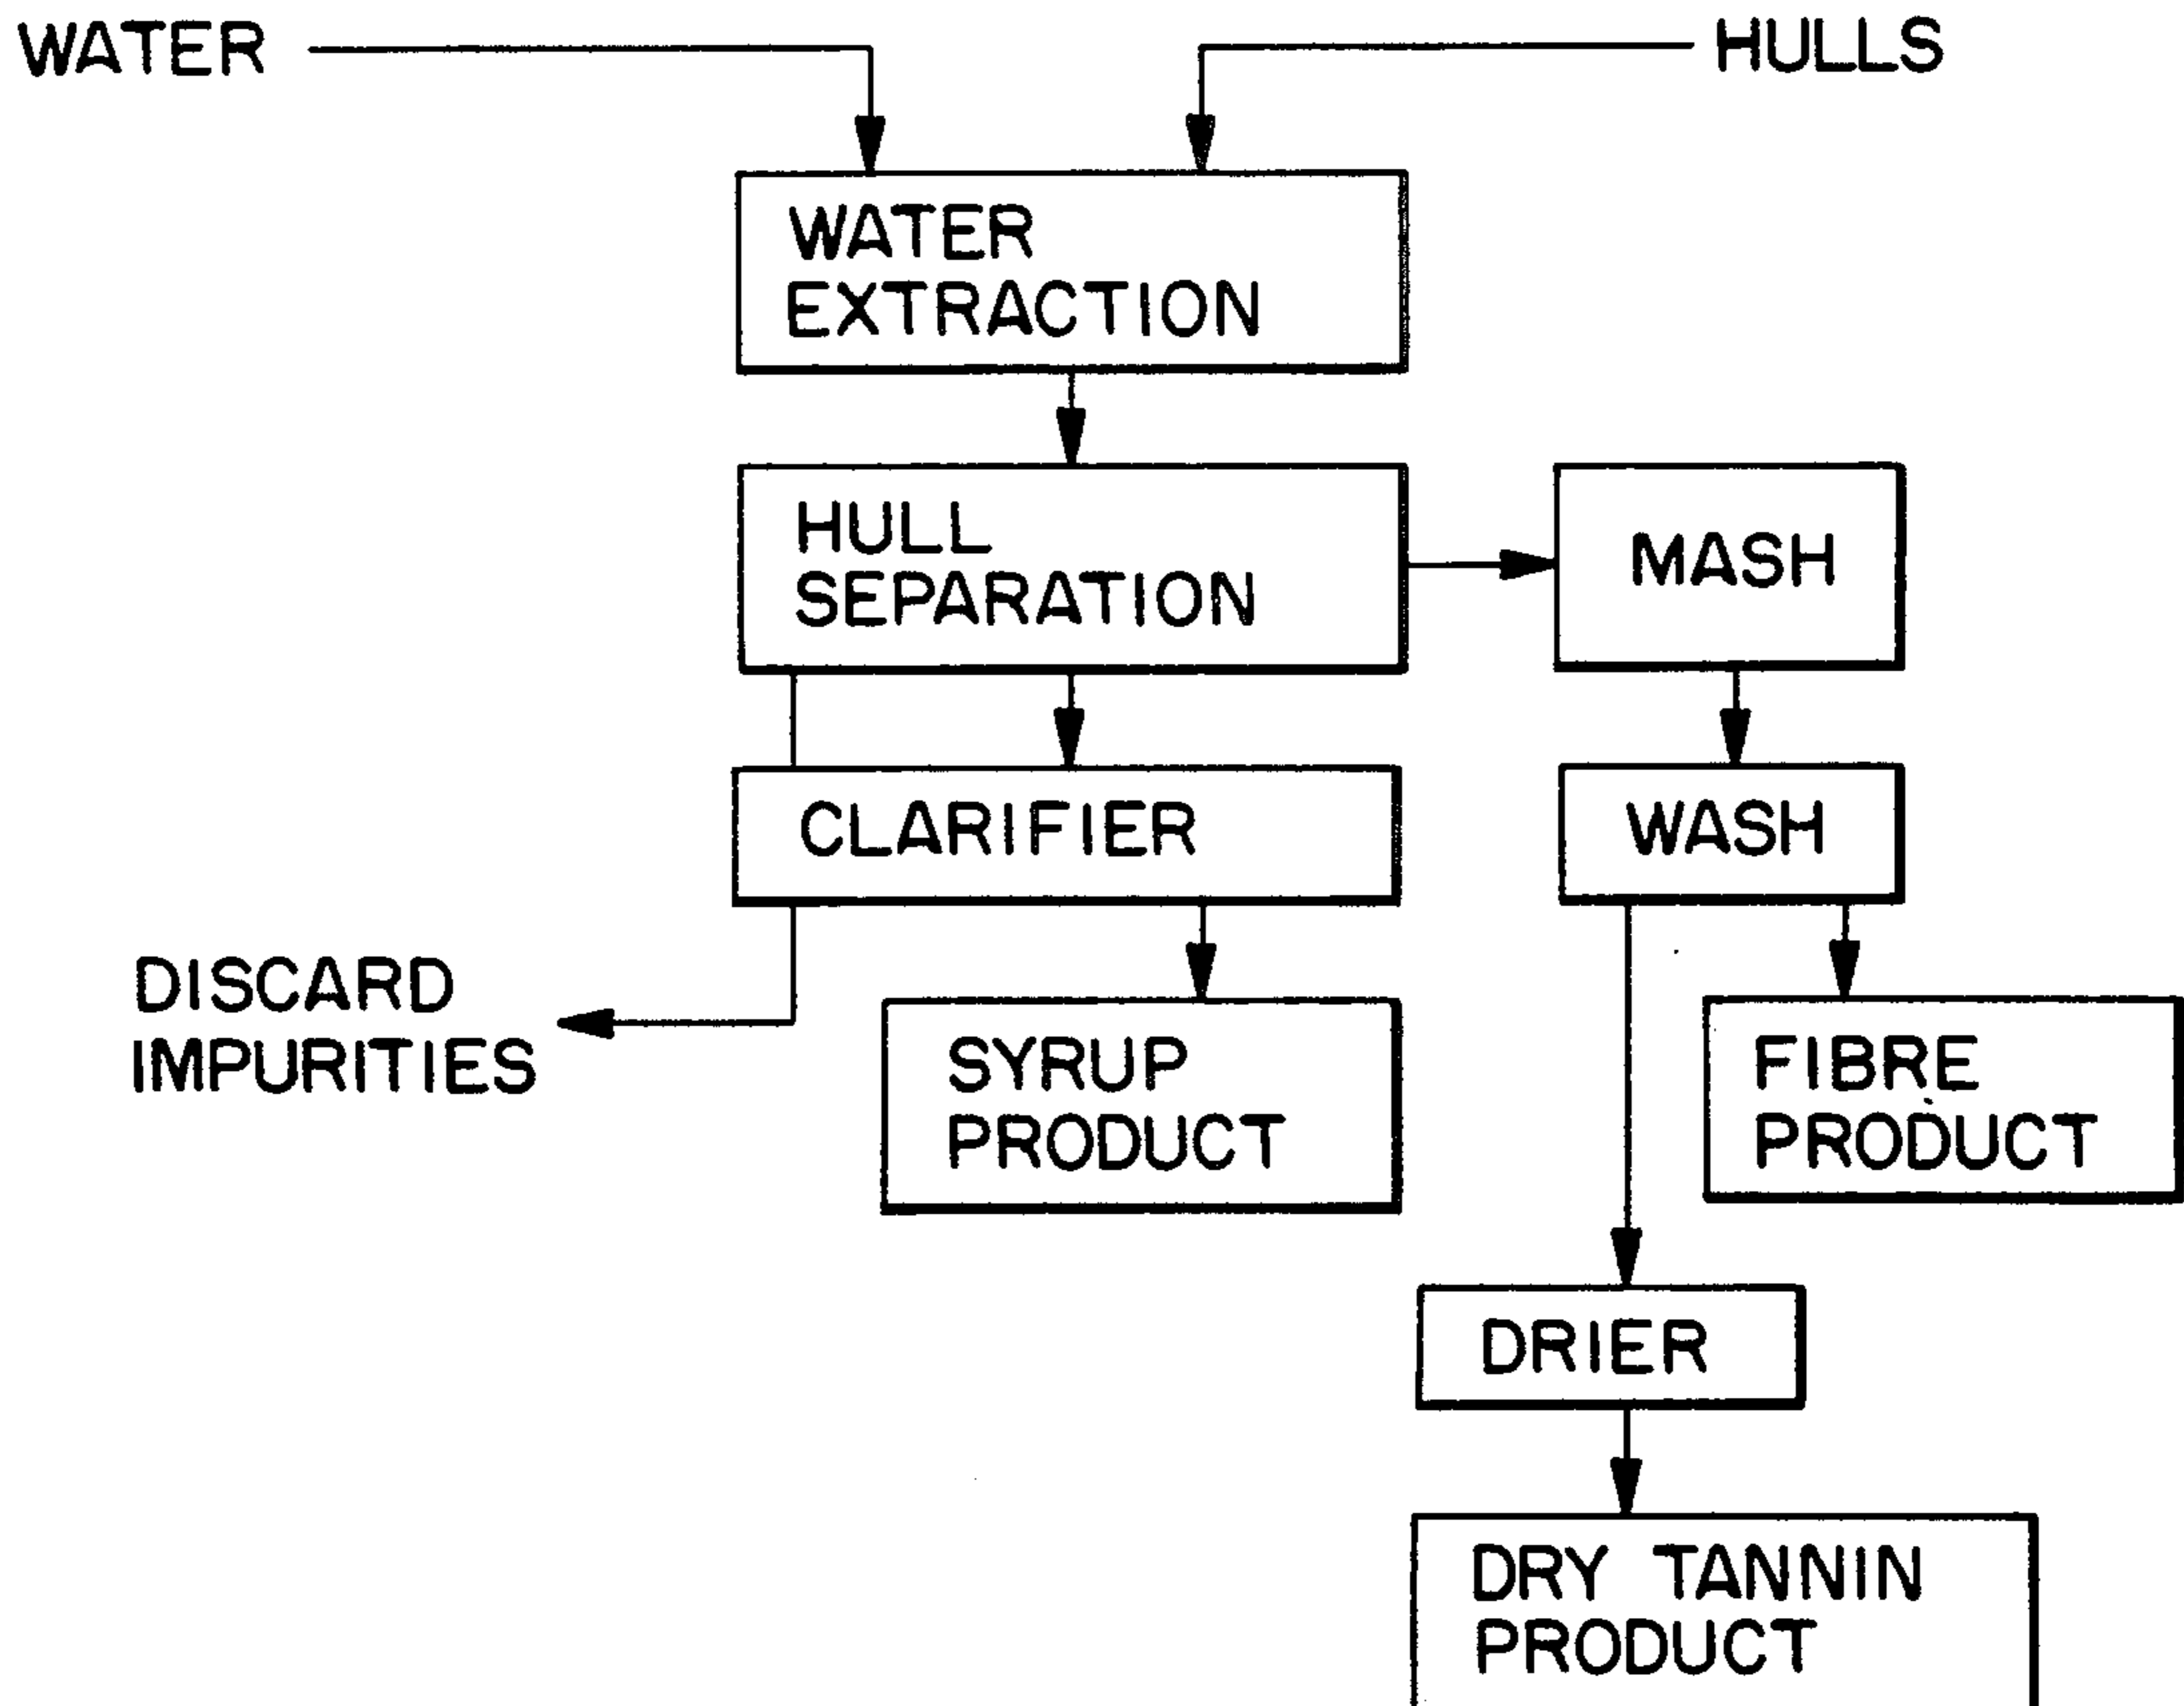 WATER
HULLS
WATER
EXTRACTION
HULL
SEPARATION
MASH
CLARIFIER
WASH
DISCARD
IMPURITIES
SYRUP
PRODUCT
FIBRE
PRODUCT
DRIER
DRY TANNIN
PRODUCT